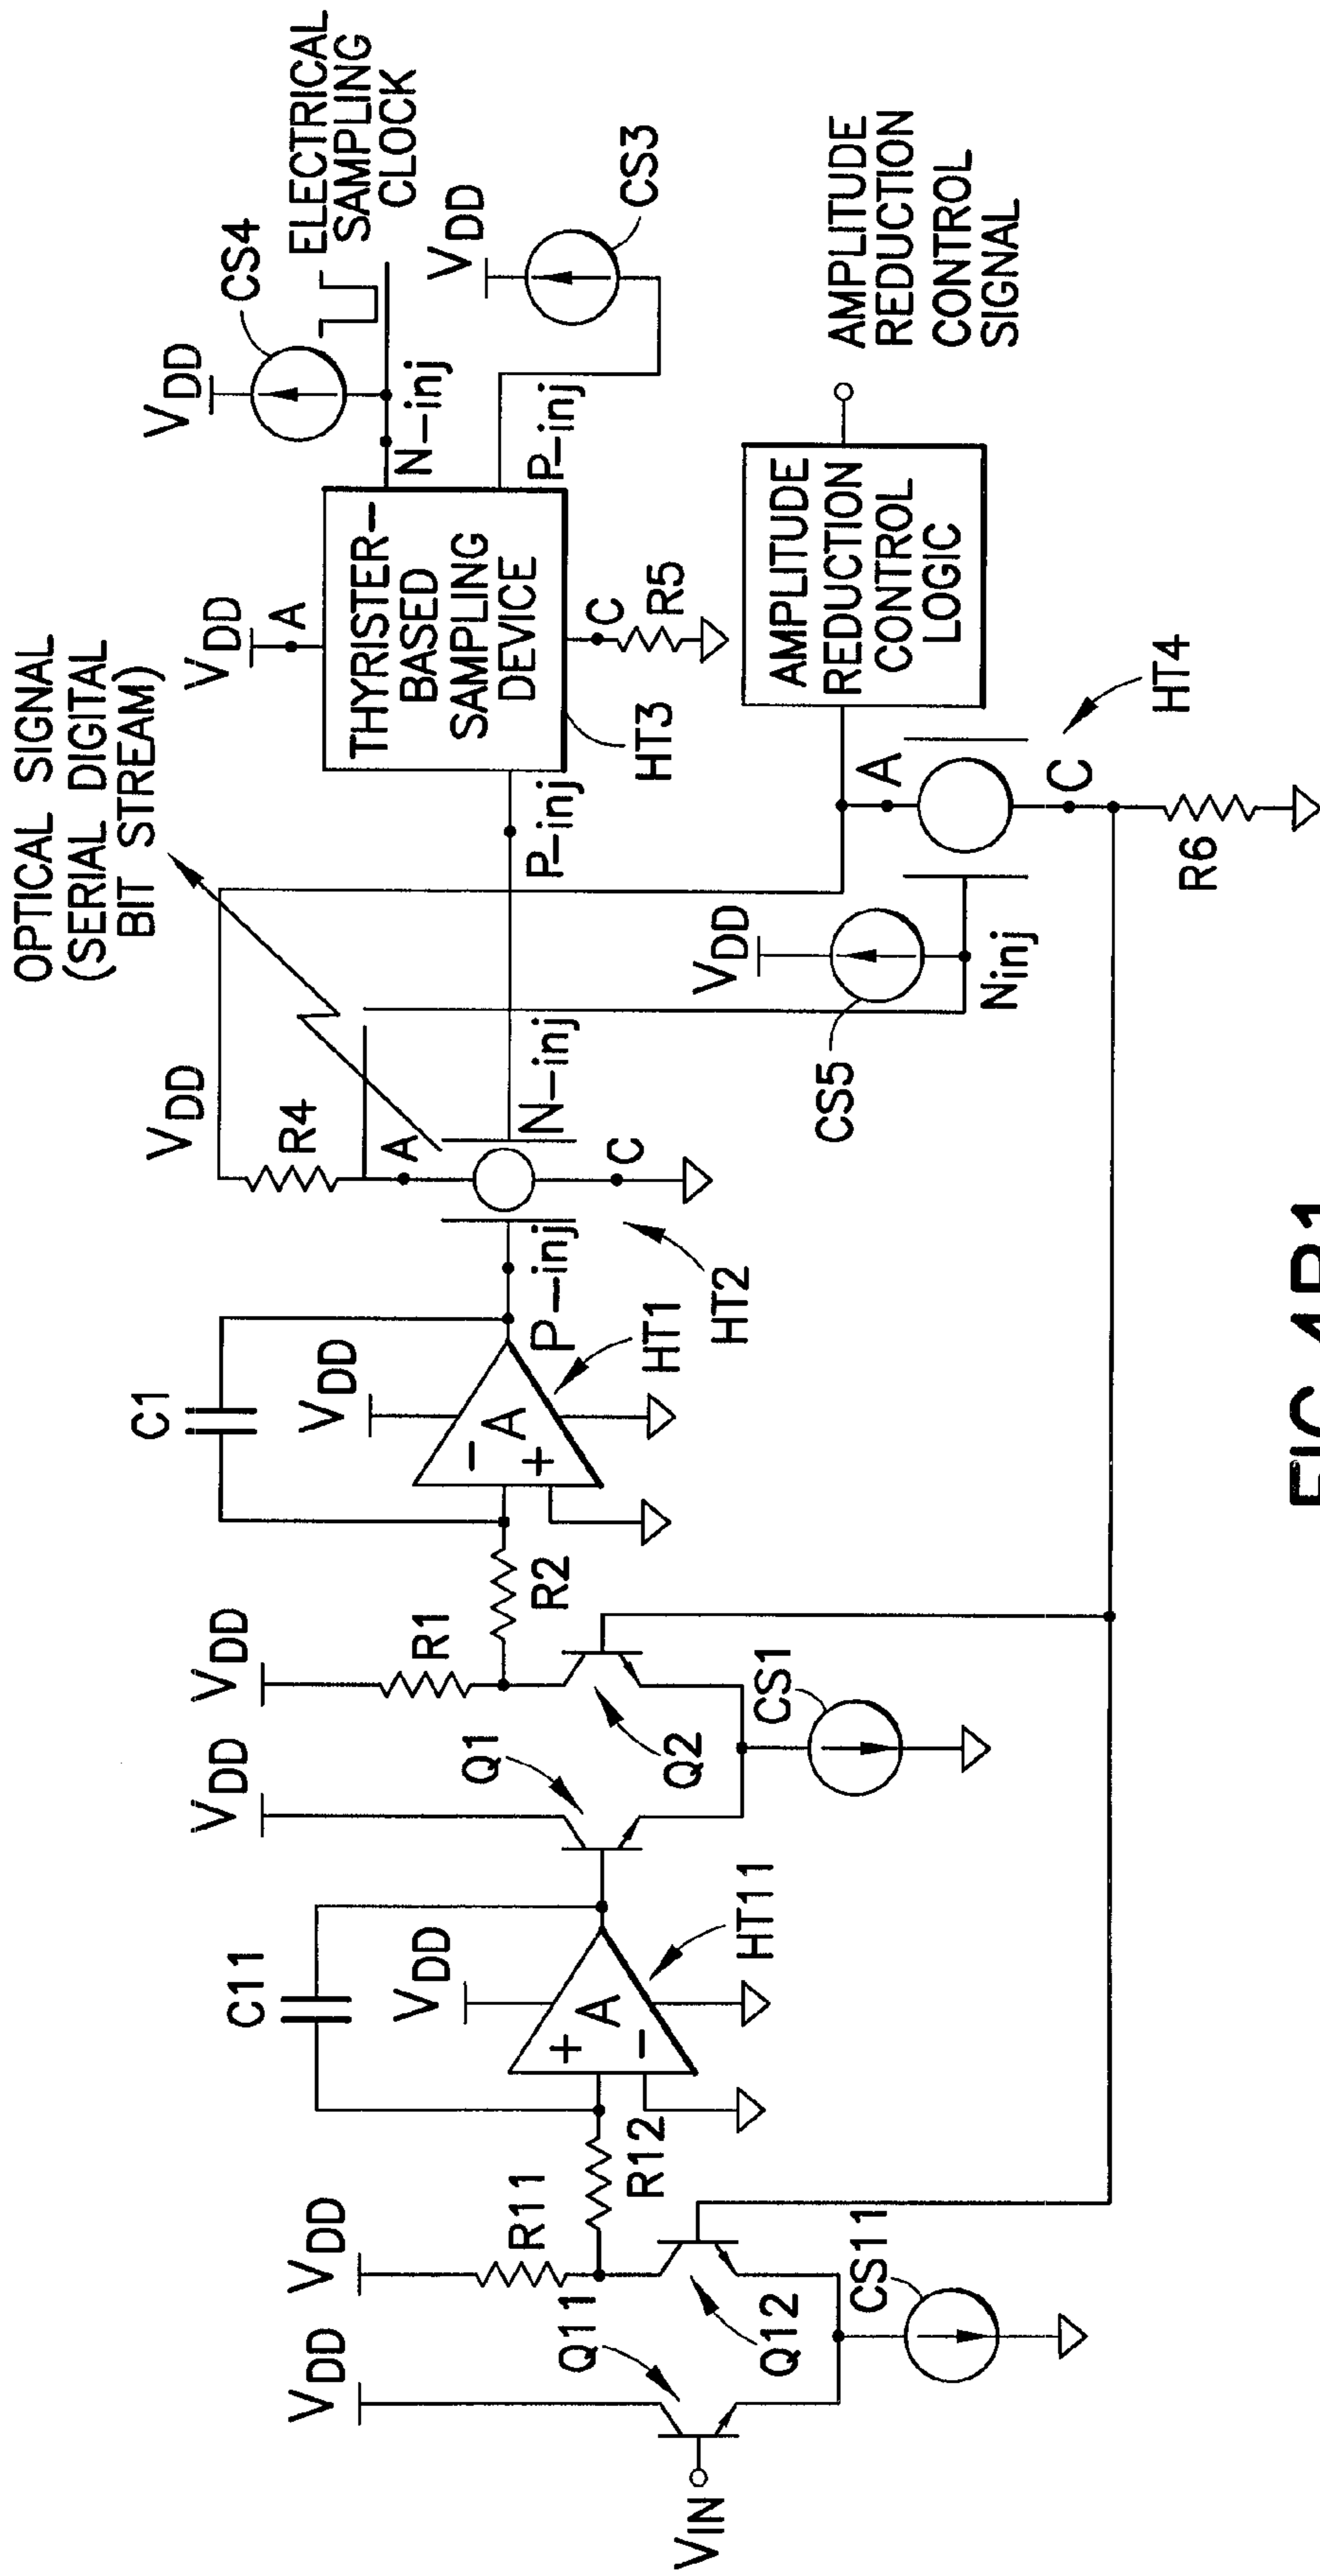 OPTICAL SIGNAL
(SERIAL DIGITAL
BIT STREAM)
VDD
A
THYRISTER-
BASED
SAMPLING
DEVICE
HT3
C
R5
P-inj
N-inj
P-inj
VDD
CS4
ELECTRICAL
SAMPLING
CLOCK
VDD
CS3
AMPLITUDE
REDUCTION
CONTROL
LOGIC
AMPLITUDE
REDUCTION
CONTROL
SIGNAL
A
C
HT4
R6
VDD
CS5
Ninj
VDD
R4
A
N-inj
C
P-inj
HT2
C1
VDD
A
-
+
HT1
R2
VDD
R1
VDD
Q1
Q2
CS1
C11
VDD
A
+
-
HT11
R12
VDD
R11
VDD
Q11
Q12
CS11
VIN